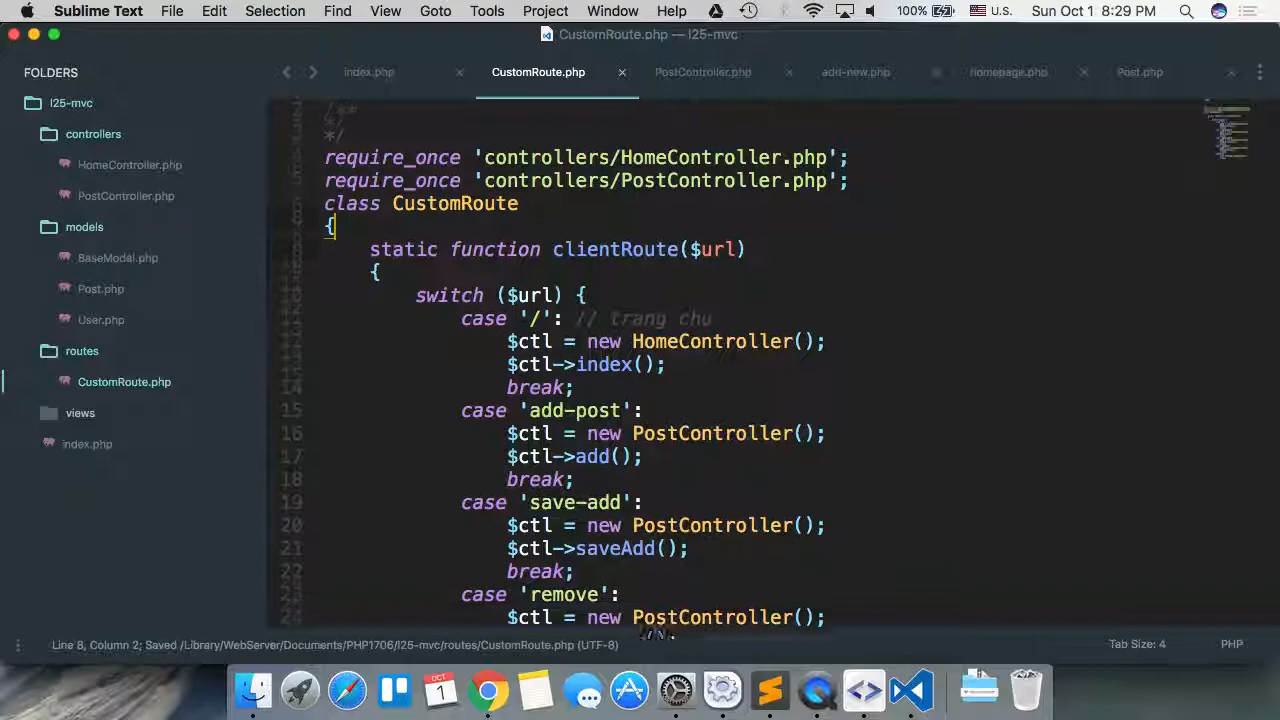 Sublime Text File Edit Selection Find View Goto Tools Project Window Help 100% U.S. Sun Oct 1 8:29 PM
CustomRoute.php — l25-mvc
FOLDERS
l25-mvc
controllers
HomeController.php
PostController.php
models
BaseModal.php
Post.php
User.php
routes
CustomRoute.php
views
index.php
index.php CustomRoute.php PostController.php add-new.php homepage.php Post.php
/**
*/
*/
require_once 'controllers/HomeController.php';
require_once 'controllers/PostController.php';
class CustomRoute
{
static function clientRoute($url)
{
switch ($url) {
case '/': // trang chu
$ctl = new HomeController();
$ctl->index();
14 break;
15 case 'add-post':
16 $ctl = new PostController();
17 $ctl->add();
18 break;
19 case 'save-add':
20 $ctl = new PostController();
21 $ctl->saveAdd();
22 break;
case 'remove':
24 $ctl = new PostController();
Line 8, Column 2; Saved /Library/WebServer/Documents/PHP1706/l25-mvc/routes/CustomRoute.php (UTF-8) Tab Size: 4 PHP
OCT
1